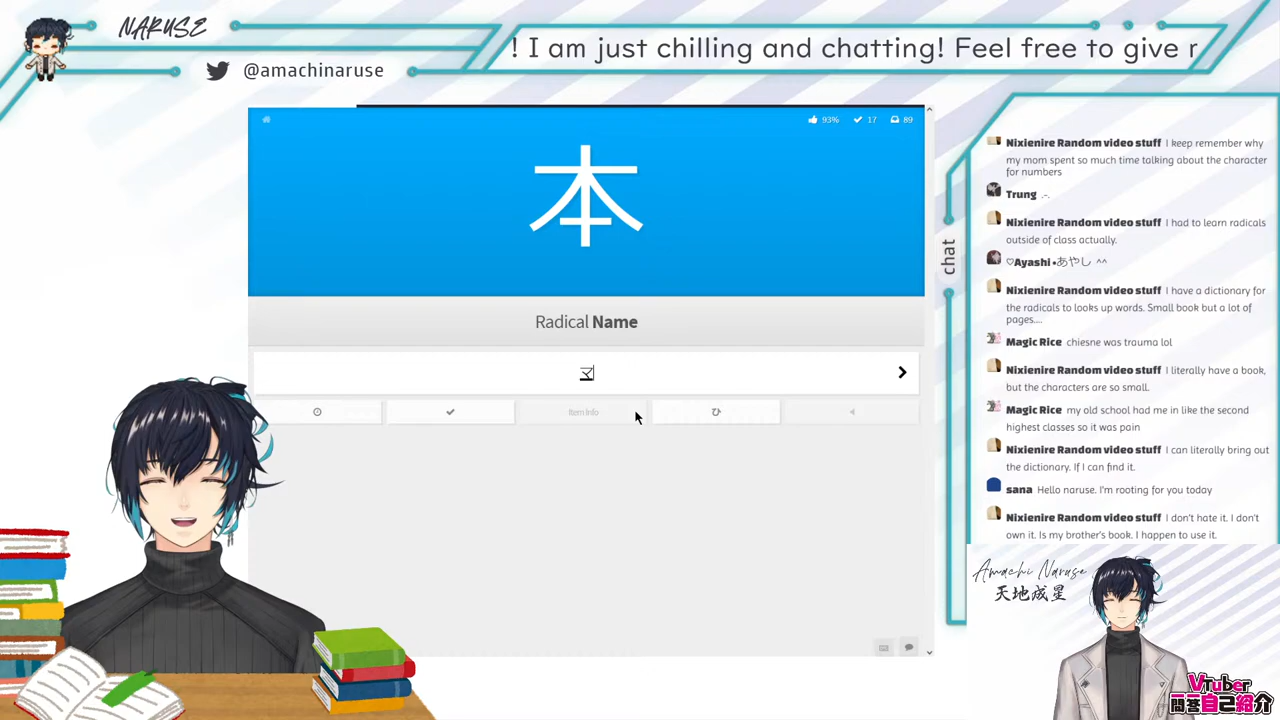 NARUSE
@amachinaruse
! I am just chilling and chatting! Feel free to give r
93% 17 89
本
Radical Name
マ
Item Info
ひ
chat
Nixienire Random video stuff I keep remember why
my mom spent so much time talking about the character
for numbers
Trung .-.
Nixienire Random video stuff I had to learn radicals
outside of class actually.
♡Ayashi •あやし ^^
Nixienire Random video stuff I have a dictionary for
the radicals to looks up words. Small book but a lot of
pages....
Magic Rice chiesne was trauma lol
Nixienire Random video stuff I literally have a book,
but the characters are so small.
Magic Rice my old school had me in like the second
highest classes so it was pain
Nixienire Random video stuff I can literally bring out
the dictionary. If I can find it.
sana Hello naruse. I'm rooting for you today
Nixienire Random video stuff I don't hate it. I don't
own it. Is my brother's book. I happen to use it.
Amachi Naruse
天地成星
VTuber
問答自己紹介